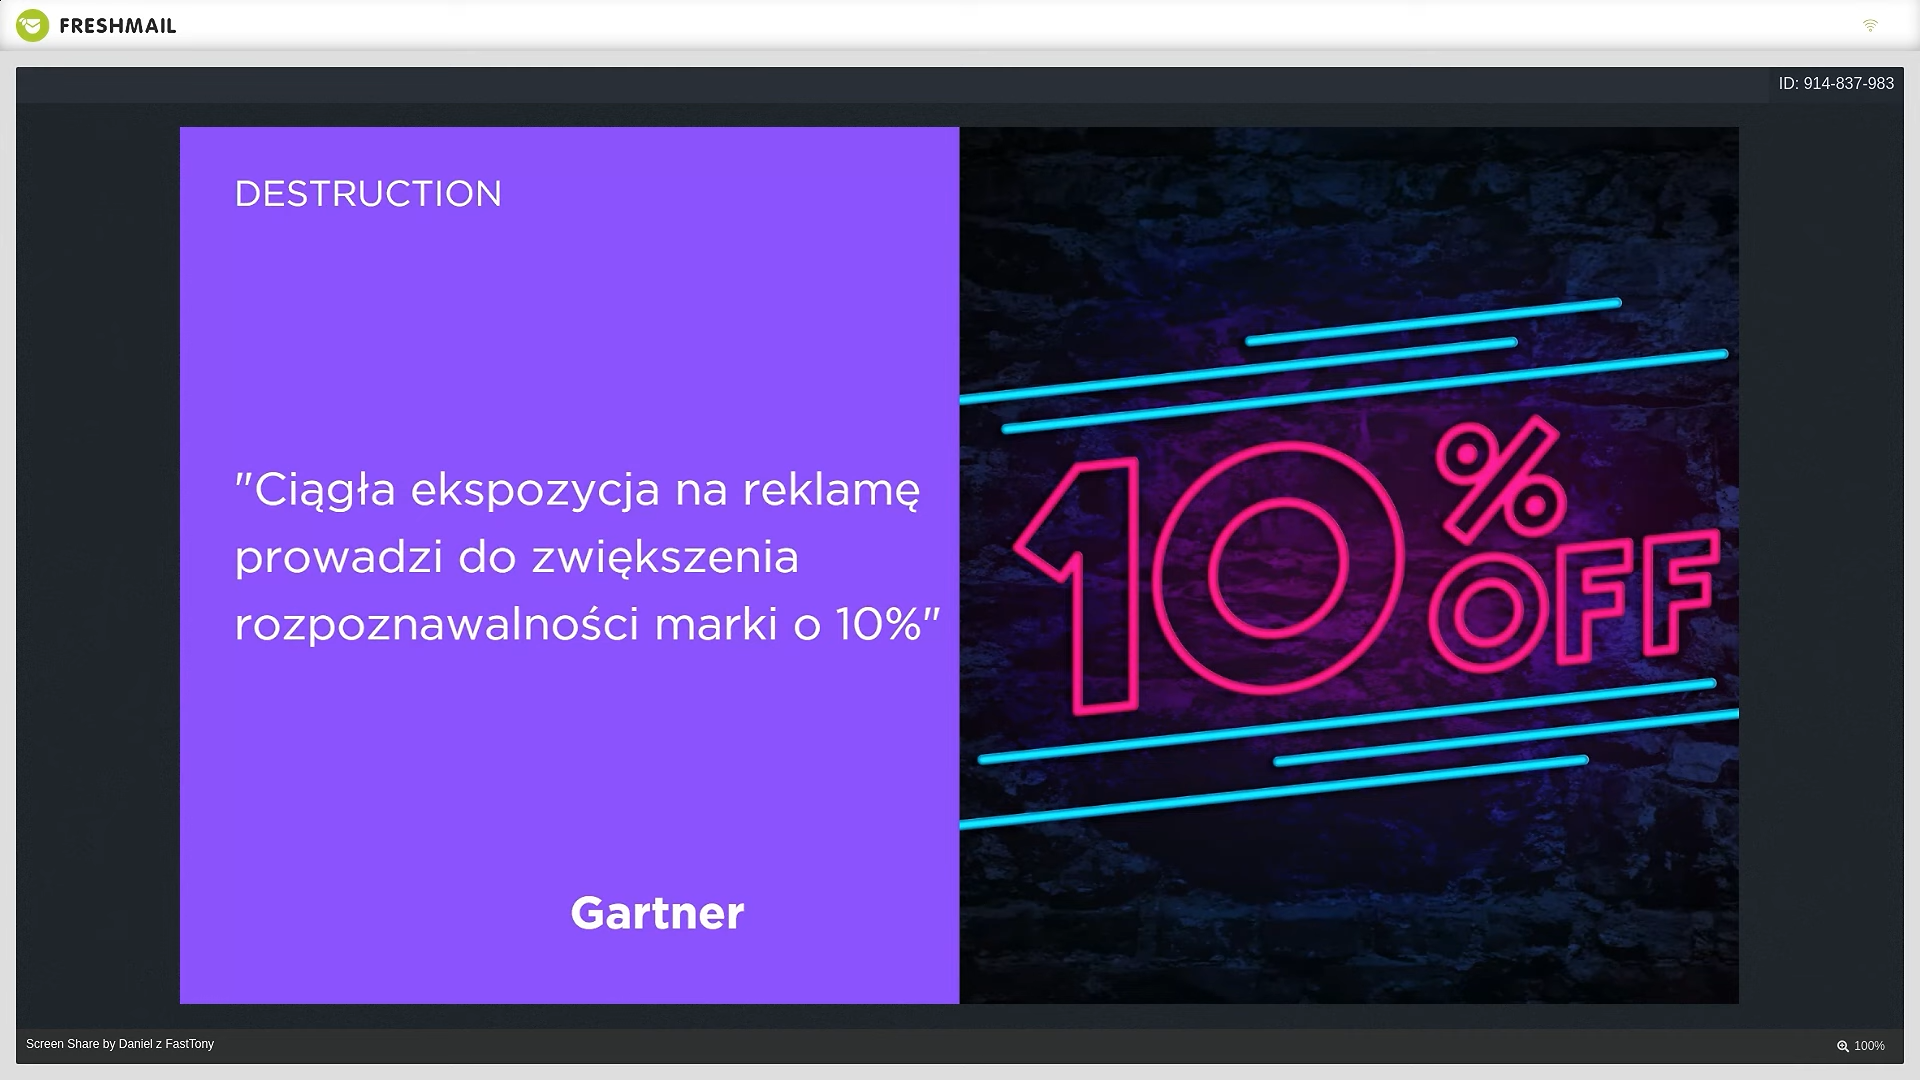 FRESHMAIL
ID: 914-837-983
DESTRUCTION
"Ciągła ekspozycja na reklamę
prowadzi do zwiększenia
rozpoznawalności marki o 10%"
Gartner
10%
OFF
Screen Share by Daniel z FastTony
100%